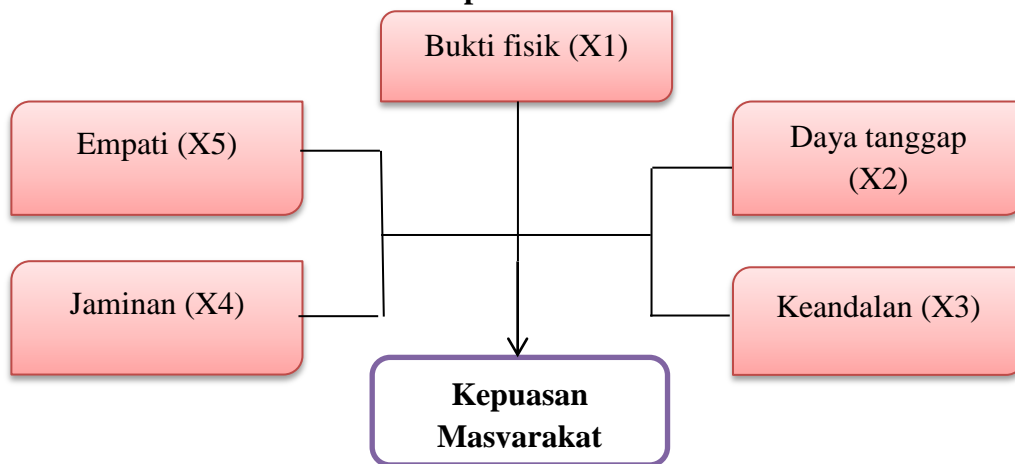 Bukti fisik (X1)
Empati (X5)
Daya tanggap
(X2)
Jaminan (X4)
Keandalan (X3)
Kepuasan
Masyarakat